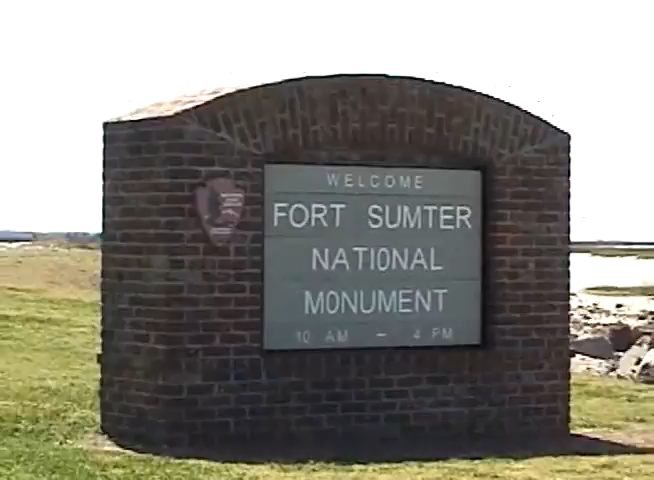 WELCOME
FORT SUMTER
NATIONAL
MONUMENT
10 AM – 4 PM